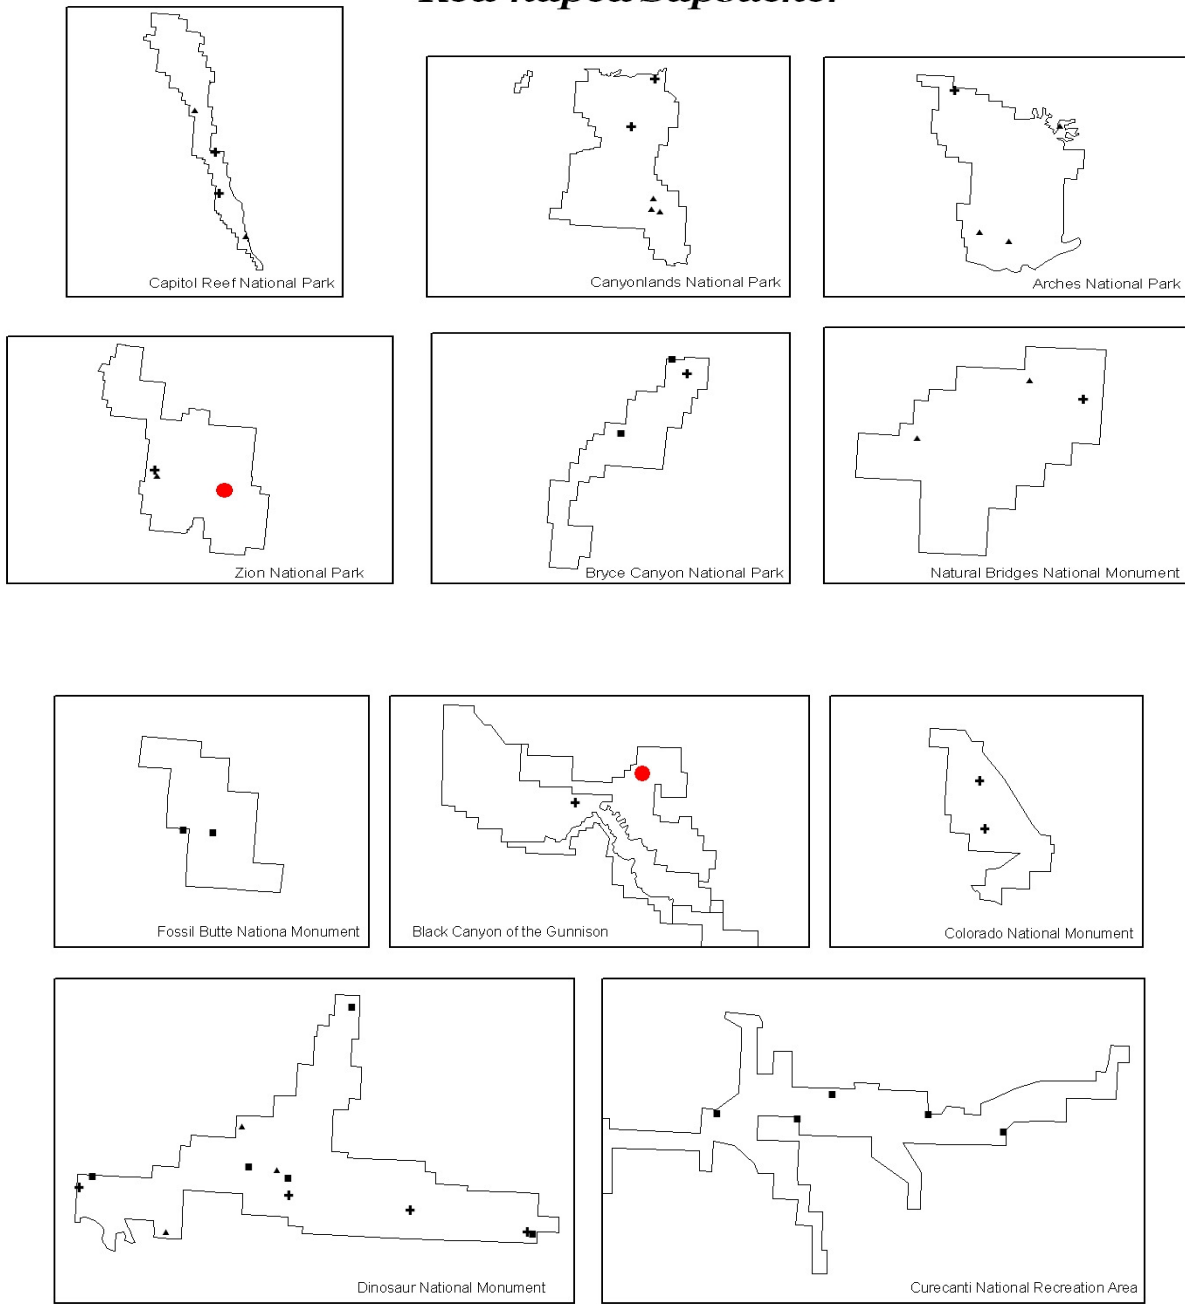 Red-naped Sapsucker
Capitol Reef National Park
Canyonlands National Park
Arches National Park
Zion National Park
Bryce Canyon National Park
Natural Bridges National Monument
Fossil Butte Nationa Monument
Black Canyon of the Gunnison
Colorado National Monument
Dinosaur National Monument
Curecanti National Recreation Area